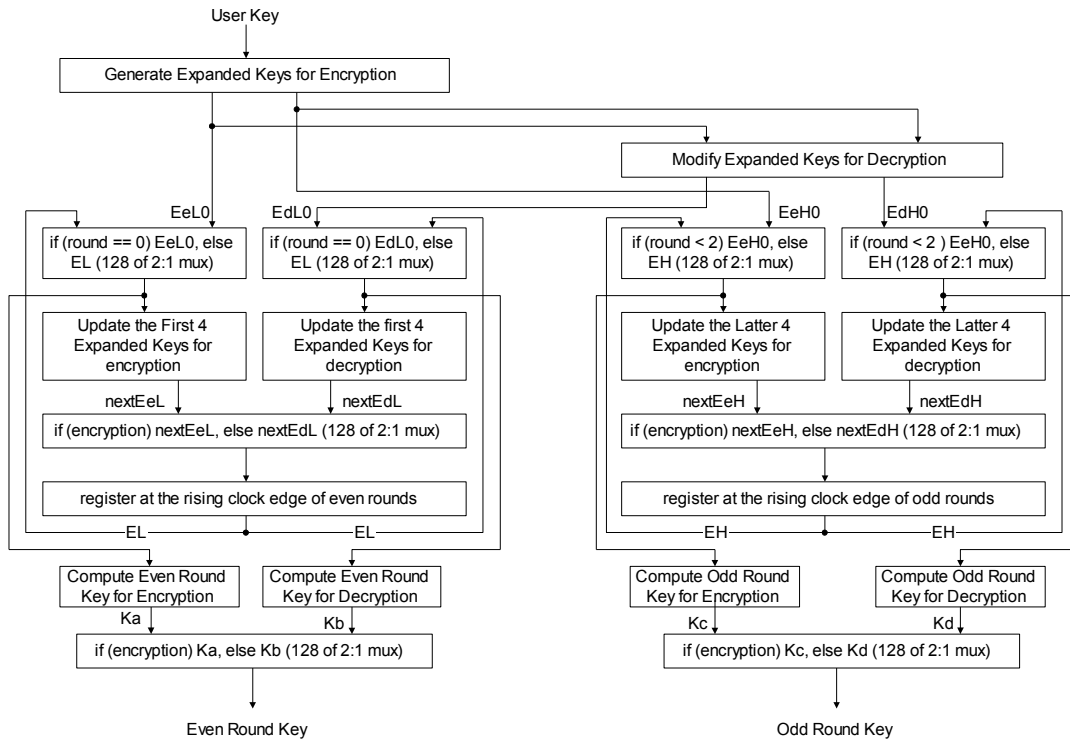 User Key
Generate Expanded Keys for Encryption
Modify Expanded Keys for Decryption
EeL0
EdL0
EeH0
EdH0
if (round == 0) EeL0, else
EL (128 of 2:1 mux)
if (round == 0) EdL0, else
EL (128 of 2:1 mux)
if (round < 2) EeH0, else
EH (128 of 2:1 mux)
if (round < 2 ) EeH0, else
EH (128 of 2:1 mux)
Update the First 4
Expanded Keys for
encryption
Update the first 4
Expanded Keys for
decryption
Update the Latter 4
Expanded Keys for
encryption
Update the Latter 4
Expanded Keys for
decryption
nextEeL
nextEdL
nextEeH
nextEdH
if (encryption) nextEeL, else nextEdL (128 of 2:1 mux)
if (encryption) nextEeH, else nextEdH (128 of 2:1 mux)
register at the rising clock edge of even rounds
register at the rising clock edge of odd rounds
EL
EL
EH
EH
Compute Even Round
Key for Encryption
Compute Even Round
Key for Decryption
Compute Odd Round
Key for Encryption
Compute Odd Round
Key for Decryption
Ka
Kb
Kc
Kd
if (encryption) Ka, else Kb (128 of 2:1 mux)
if (encryption) Kc, else Kd (128 of 2:1 mux)
Even Round Key
Odd Round Key